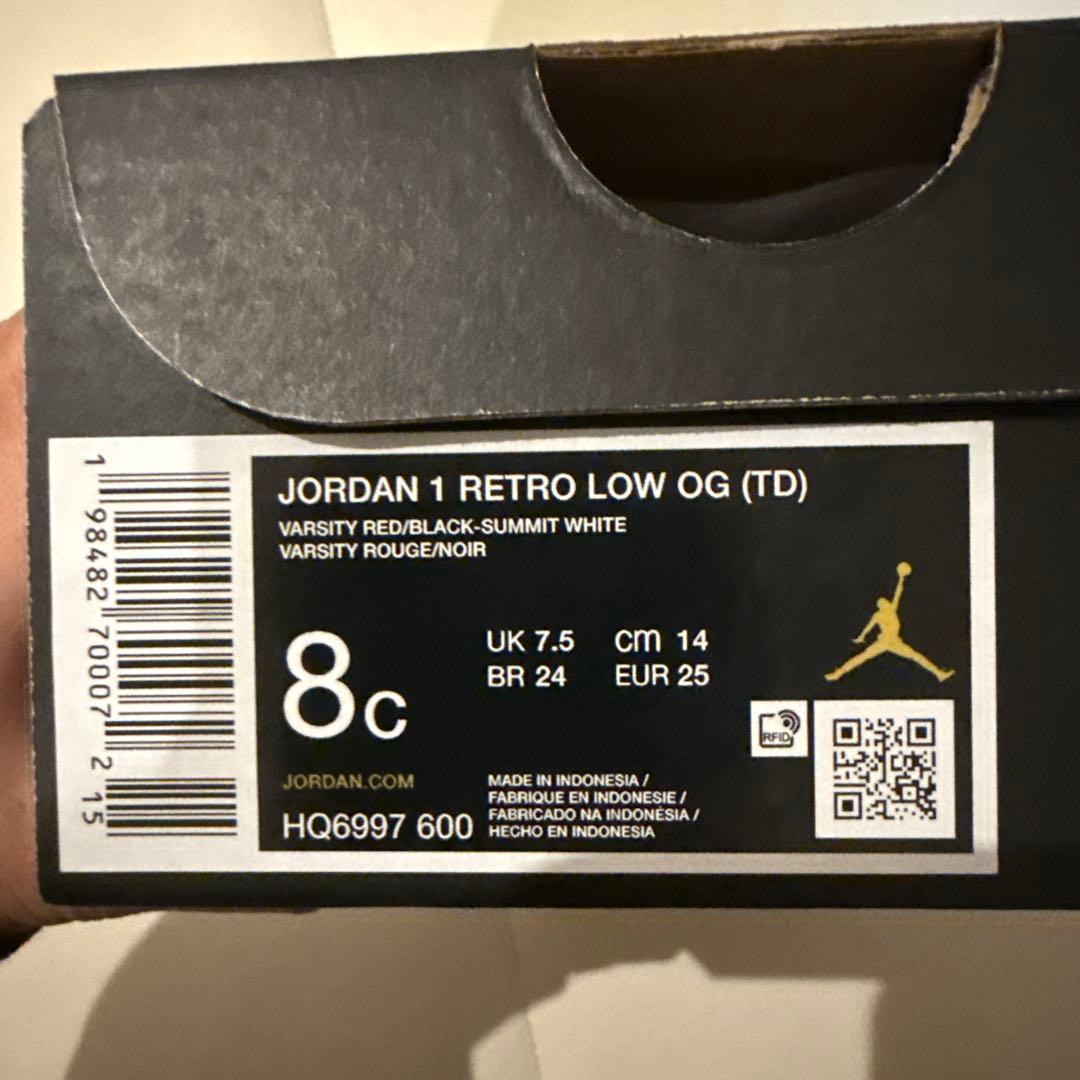 JORDAN 1 RETRO LOW OG (TD)
VARSITY RED/BLACK-SUMMIT WHITE
VARSITY ROUGE/NOIR
8C
UK 7.5 cm 14
BR 24 EUR 25
RFID
JORDAN.COM
HQ6997 600
MADE IN INDONESIA /
FABRIQUE EN INDONESIE /
FABRICADO NA INDONÉSIA /
HECHO EN INDONESIA
1 98482 70007 2 15